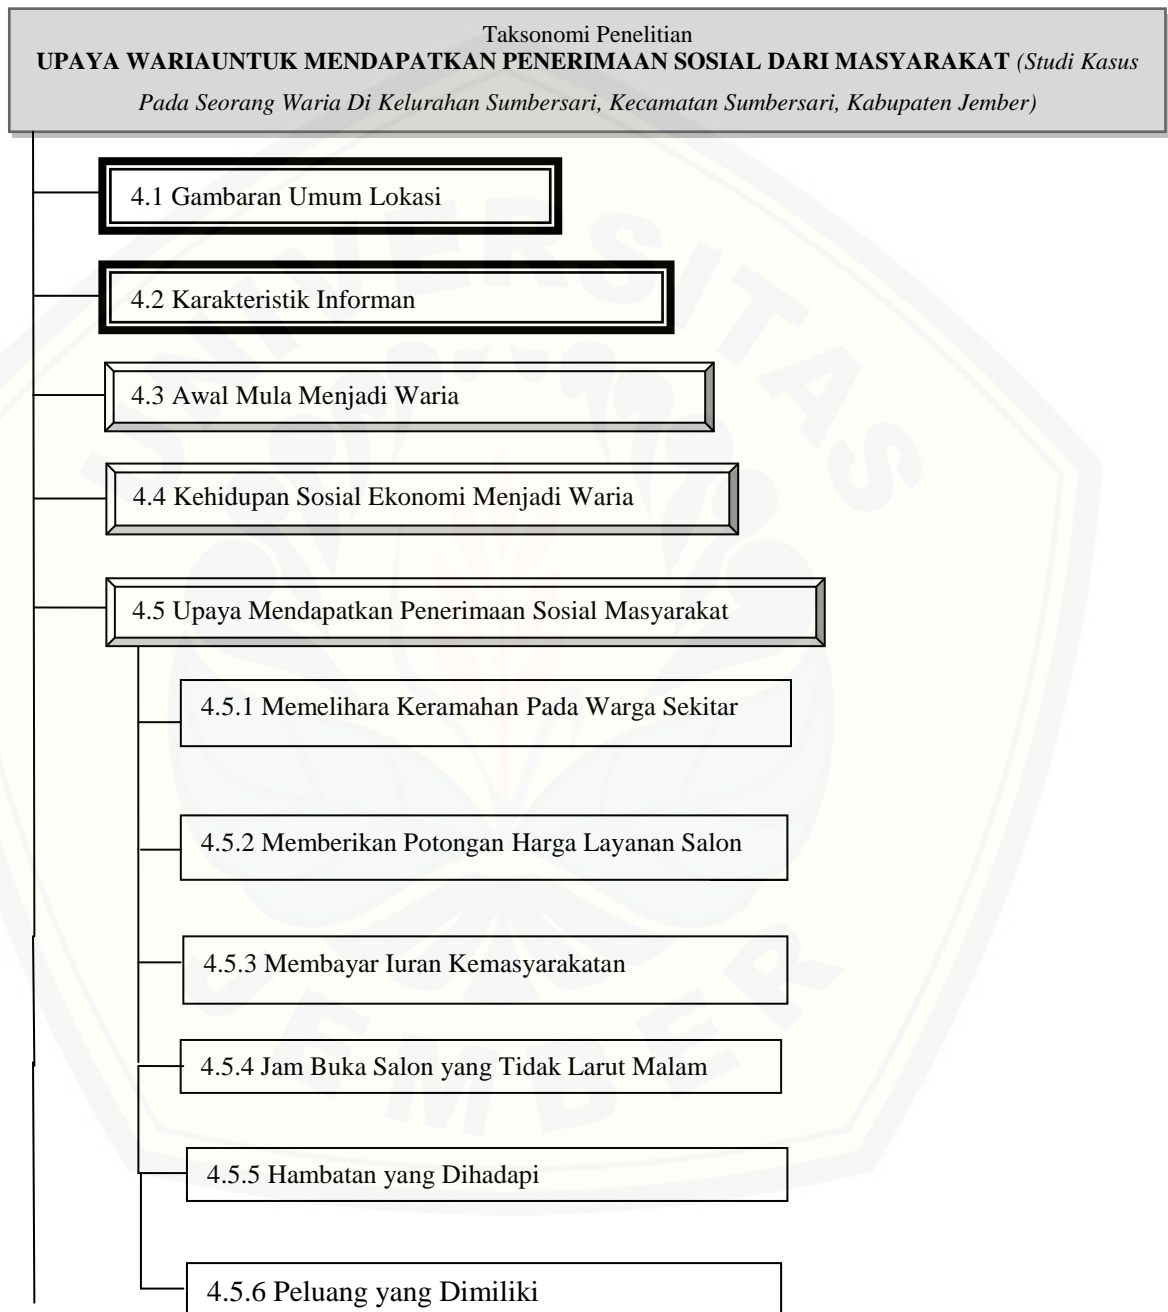 Taksonomi Penelitian
UPAYA WARIAUNTUK MENDAPATKAN PENERIMAAN SOSIAL DARI MASYARAKAT (Studi Kasus
Pada Seorang Waria Di Kelurahan Sumbersari, Kecamatan Sumbersari, Kabupaten Jember)
4.1 Gambaran Umum Lokasi
4.2 Karakteristik Informan
4.3 Awal Mula Menjadi Waria
4.4 Kehidupan Sosial Ekonomi Menjadi Waria
4.5 Upaya Mendapatkan Penerimaan Sosial Masyarakat
4.5.1 Memelihara Keramahan Pada Warga Sekitar
4.5.2 Memberikan Potongan Harga Layanan Salon
4.5.3 Membayar Iuran Kemasyarakatan
4.5.4 Jam Buka Salon yang Tidak Larut Malam
4.5.5 Hambatan yang Dihadapi
4.5.6 Peluang yang Dimiliki
UNIVERSITAS
JEMBER